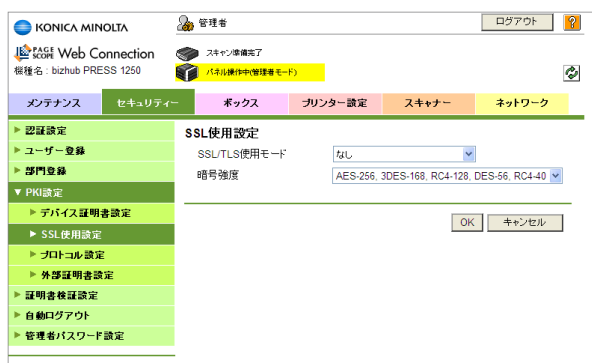 KONICA MINOLTA
管理者
ログアウト
?
PAGE SCOPE Web Connection
スキャン準備完了
機種名 : bizhub PRESS 1250
パネル操作中(管理者モード)
メンテナンス
セキュリティー
ボックス
プリンター設定
スキャナー
ネットワーク
認証設定
ユーザー登録
部門登録
PKI設定
デバイス証明書設定
SSL使用設定
プロトコル設定
外部証明書設定
証明書検証設定
自動ログアウト
管理者パスワード設定
SSL使用設定
SSL/TLS使用モード
なし
暗号強度
AES-256, 3DES-168, RC4-128, DES-56, RC4-40
OK
キャンセル